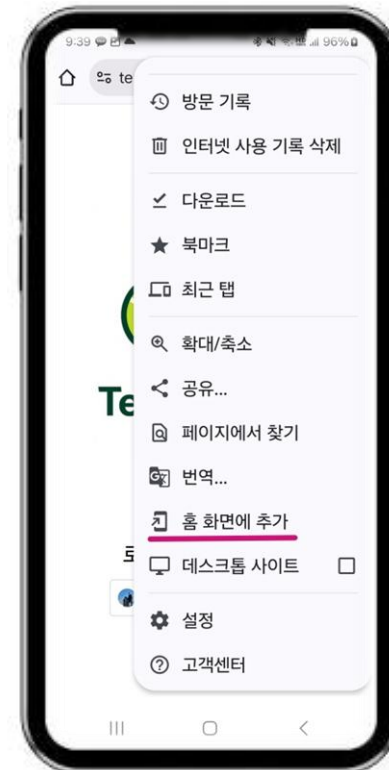 9:39
96%
te
방문 기록
인터넷 사용 기록 삭제
다운로드
북마크
최근 탭
확대/축소
공유...
Te
페이지에서 찾기
번역...
홈 화면에 추가
데스크톱 사이트
설정
고객센터